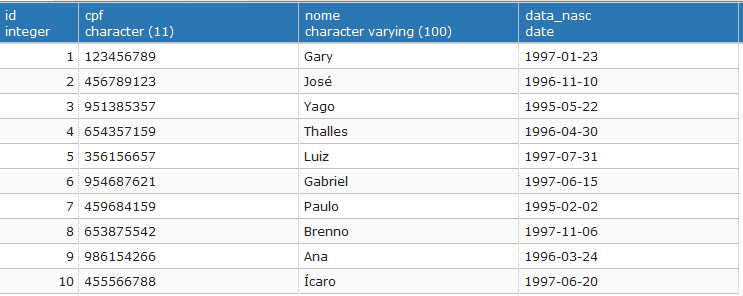 id cpf nome data_nasc
integer character (11) character varying (100) date
1 123456789 Gary 1997-01-23
2 456789123 José 1996-11-10
3 951385357 Yago 1995-05-22
4 654357159 Thalles 1996-04-30
5 356156657 Luiz 1997-07-31
6 954687621 Gabriel 1997-06-15
7 459684159 Paulo 1995-02-02
8 653875542 Brenno 1997-11-06
9 986154266 Ana 1996-03-24
10 455566788 Ícaro 1997-06-20